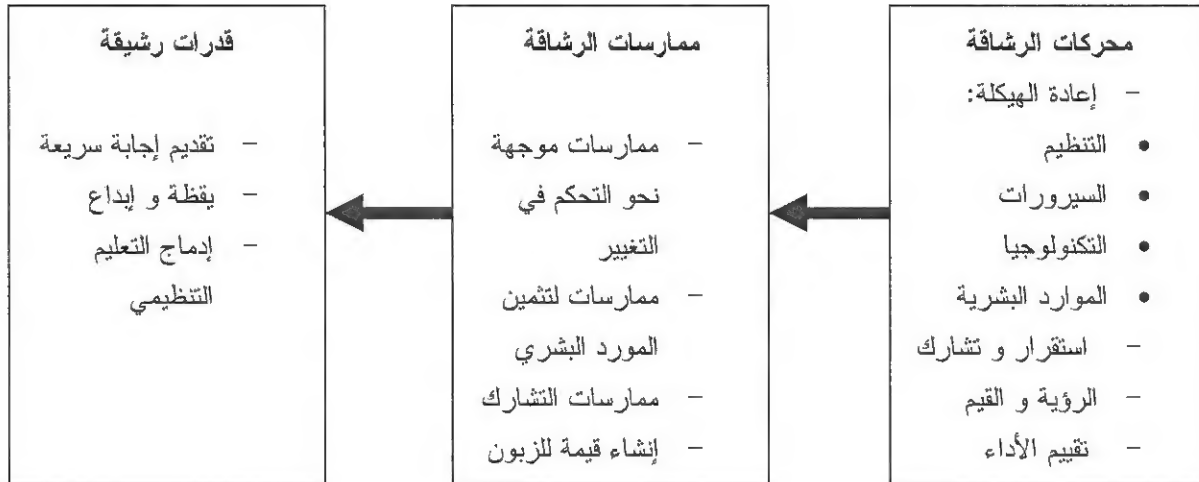 محركات الرشاقة
– إعادة الهيكلة:
• التنظيم
• السيرورات
• التكنولوجيا
• الموارد البشرية
– استقرار و تشارك
– الرؤية و القيم
– تقييم الأداء
ممارسات الرشاقة
– ممارسات موجهة
نحو التحكم في
التغيير
– ممارسات لتثمين
المورد البشري
– ممارسات التشارك
– إنشاء قيمة للزبون
قدرات رشيقة
– تقديم إجابة سريعة
– يقظة و إبداع
– إدماج التعليم
التنظيمي